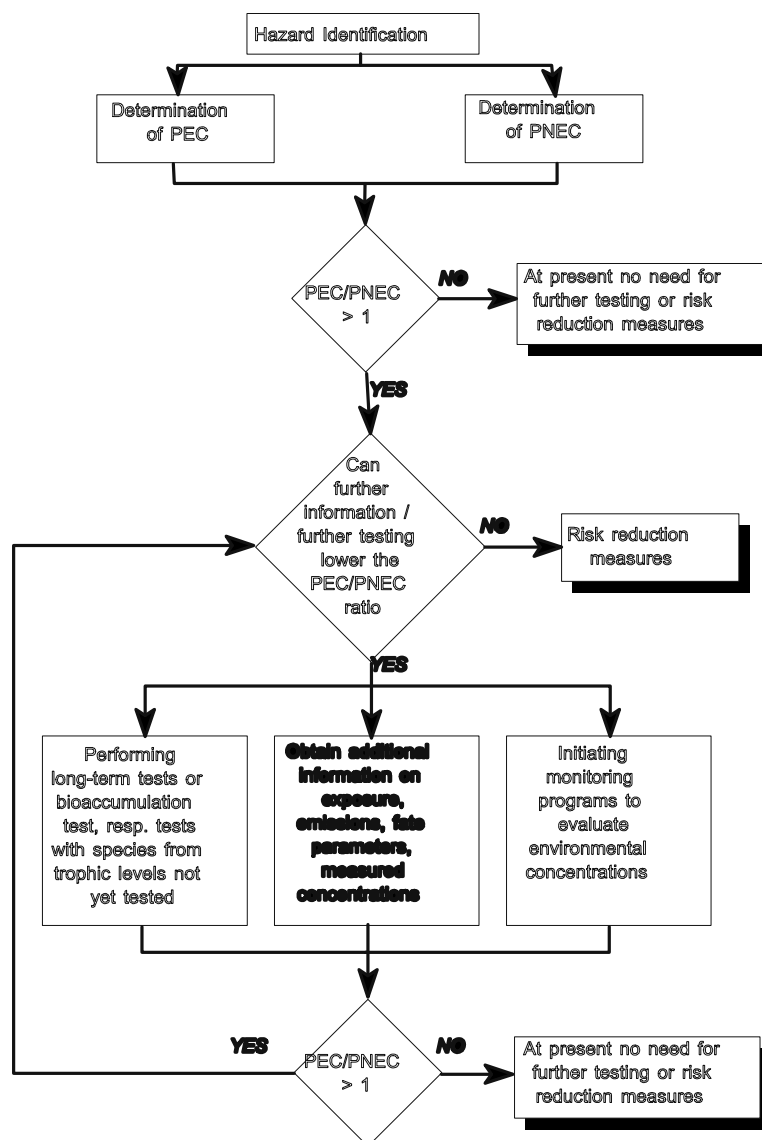 Hazard Identification
Determination
of PEC
Determination
of PNEC
PEC/PNEC
> 1
NO
At present no need for
further testing or risk
reduction measures
YES
Can
further
information /
further testing
lower the
PEC/PNEC
ratio
NO
Risk reduction
measures
YES
Performing
long-term tests or
bioaccumulation
test, resp. tests
with species from
trophic levels not
yet tested
Obtain additional
information on
exposure,
emissions, fate
parameters,
measured
concentrations
Initiating
monitoring
programs to
evaluate
environmental
concentrations
YES
PEC/PNEC
> 1
NO
At present no need for
further testing or risk
reduction measures